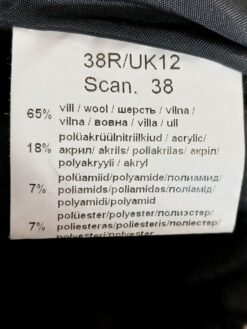 38R/UK12
Scan. 38
65% vill / wool / шерсть / vilna /
vilna / вовна / villa / ull
polüakrüülnitriilkiud / acrylic/
18% акрил/ akrils/ poliakrilas/ акріл/
polyakryyli / akryl
polüamiid/polyamide/полиамид/
7% poliamids/poliamidas/поліамід/
polyamidi/polyamid
polüester/polyester/полиэстер/
7% poliesteras/poliesteris/поліестер/
polyesteri/polyester